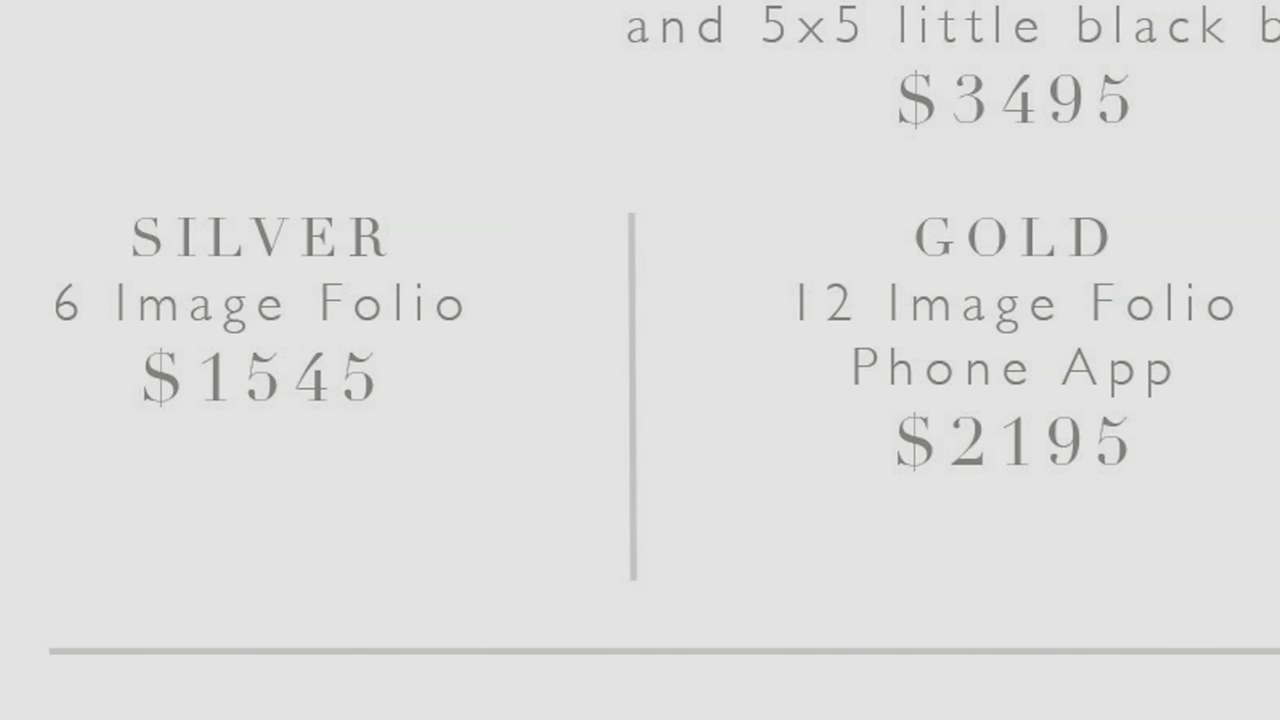 and 5x5 little black
$3495
SILVER
6 Image Folio
$1545
GOLD
12 Image Folio
Phone App
$2195